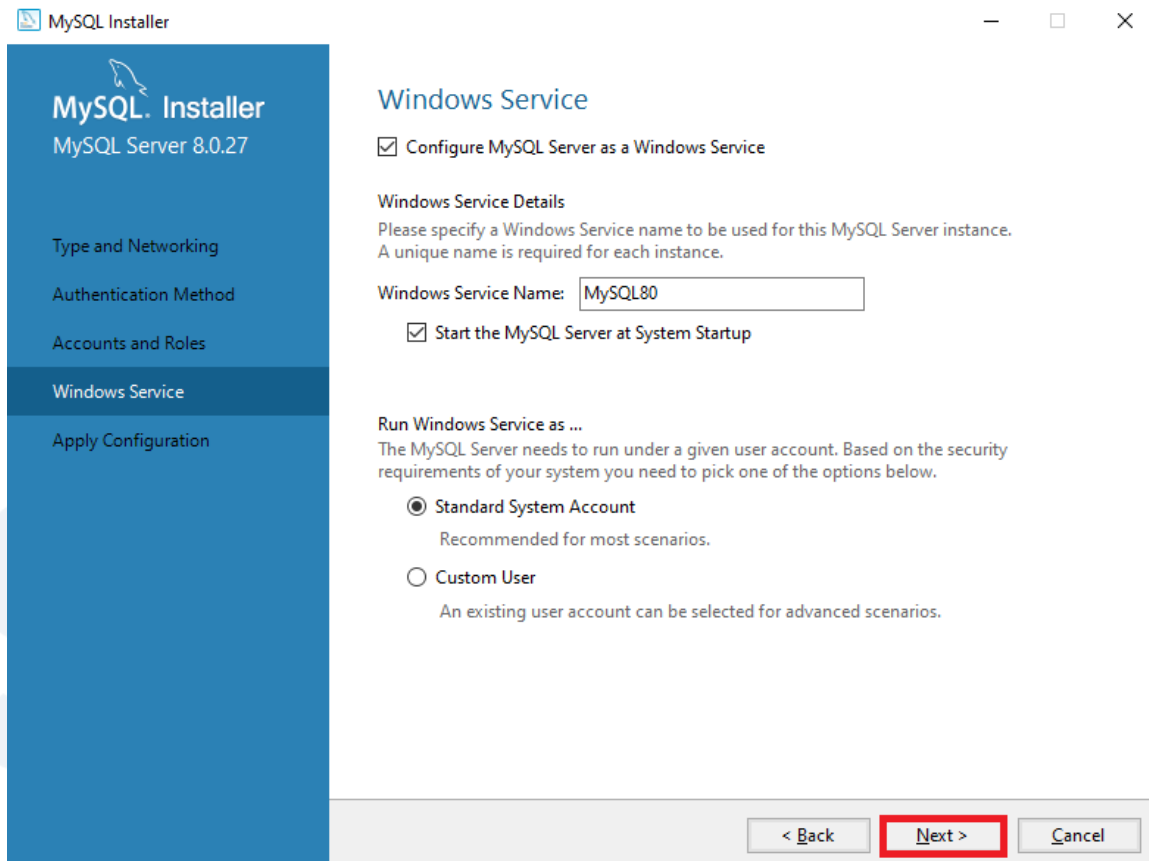 MySQL Installer
MySQL. Installer
MySQL Server 8.0.27
Type and Networking
Authentication Method
Accounts and Roles
Windows Service
Apply Configuration
Windows Service
Configure MySQL Server as a Windows Service
Windows Service Details
Please specify a Windows Service name to be used for this MySQL Server instance.
A unique name is required for each instance.
Windows Service Name: MySQL80
Start the MySQL Server at System Startup
Run Windows Service as ...
The MySQL Server needs to run under a given user account. Based on the security
requirements of your system you need to pick one of the options below.
Standard System Account
Recommended for most scenarios.
Custom User
An existing user account can be selected for advanced scenarios.
< Back Next > Cancel